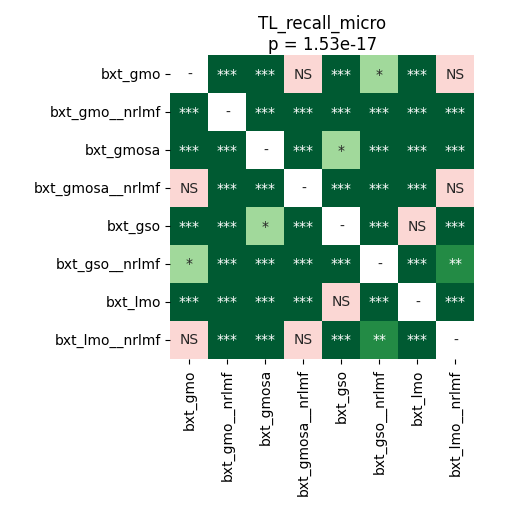 TL_recall_micro
p = 1.53e-17
bxt_gmo - *** *** NS *** * *** NS
bxt_gmo__nrlmf *** - *** *** *** *** *** ***
bxt_gmosa *** *** - *** * *** *** ***
bxt_gmosa__nrlmf NS *** *** - *** *** *** NS
bxt_gso *** *** * *** - *** NS ***
bxt_gso__nrlmf * *** *** *** *** - *** **
bxt_lmo *** *** *** *** NS *** - ***
bxt_lmo__nrlmf NS *** *** NS *** ** *** -
bxt_gmo
bxt_gmo__nrlmf
bxt_gmosa
bxt_gmosa__nrlmf
bxt_gso
bxt_gso__nrlmf
bxt_lmo
bxt_lmo__nrlmf